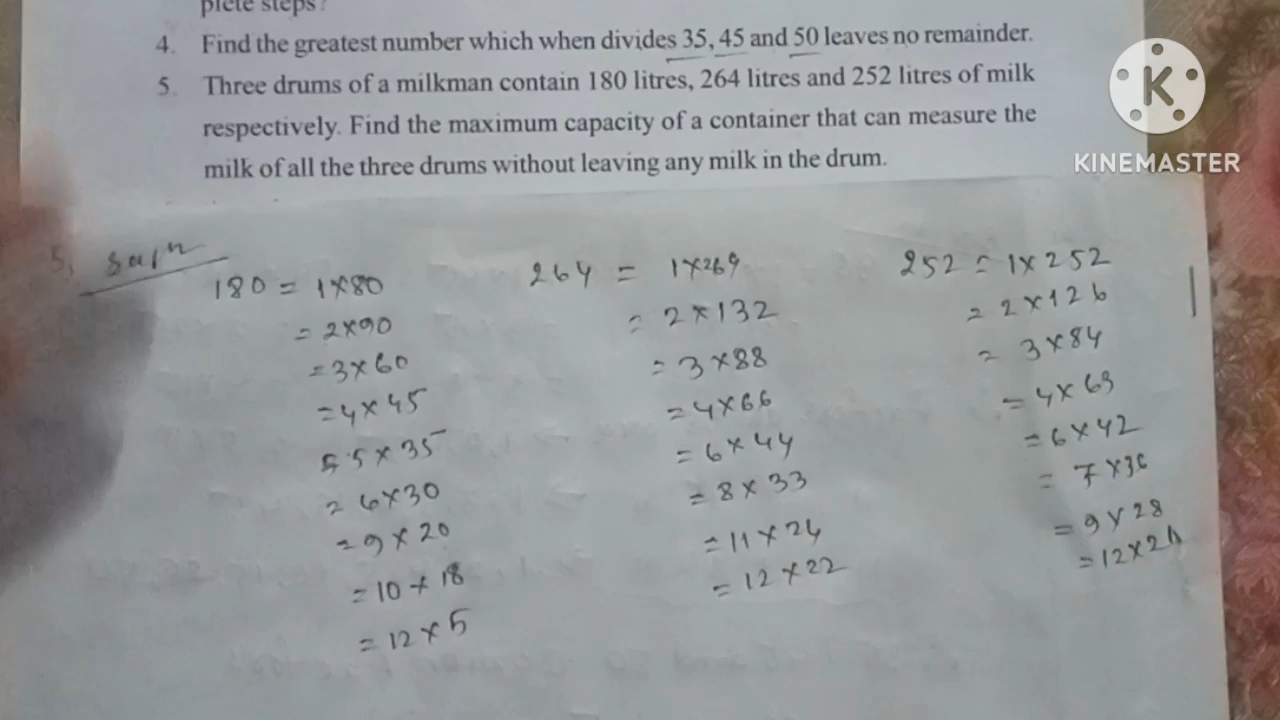 plete steps?
4. Find the greatest number which when divides 35, 45 and 50 leaves no remainder.
5. Three drums of a milkman contain 180 litres, 264 litres and 252 litres of milk
respectively. Find the maximum capacity of a container that can measure the
milk of all the three drums without leaving any milk in the drum.
K
KINEMASTER
5.
180 = 1×80
= 2×90
= 3×60
= 4×45
= 5×35
= 6×30
= 9×20
= 10×18
= 12×5
264 = 1×264
= 2×132
= 3×88
= 4×66
= 6×44
= 8×33
= 11×24
= 12×22
252 = 1×252
= 2×126
= 3×84
= 4×63
= 6×42
= 7×36
= 9×28
= 12×21